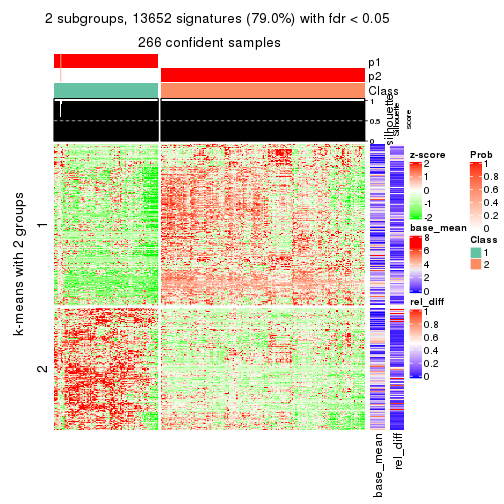 2 subgroups, 13652 signatures (79.0%) with fdr < 0.05
266 confident samples
p1
p2
Class
1
0.5
0
silhouette
Silhouette
score
k-means with 2 groups
1
2
base_mean
rel_diff
z-score
2
1
0
-1
-2
base_mean
8
6
4
2
0
rel_diff
1
0.8
0.6
0.4
0.2
0
Prob
1
0.8
0.6
0.4
0.2
0
Class
1
2